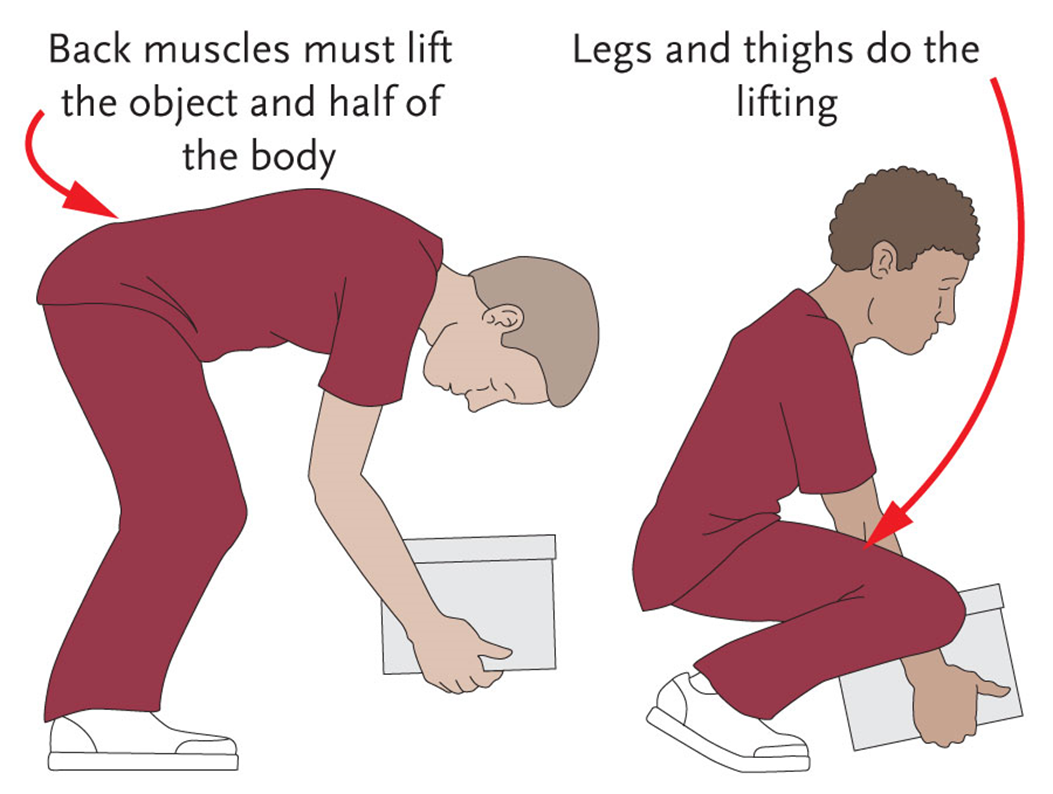 Back muscles must lift
the object and half of
the body
Legs and thighs do the
lifting